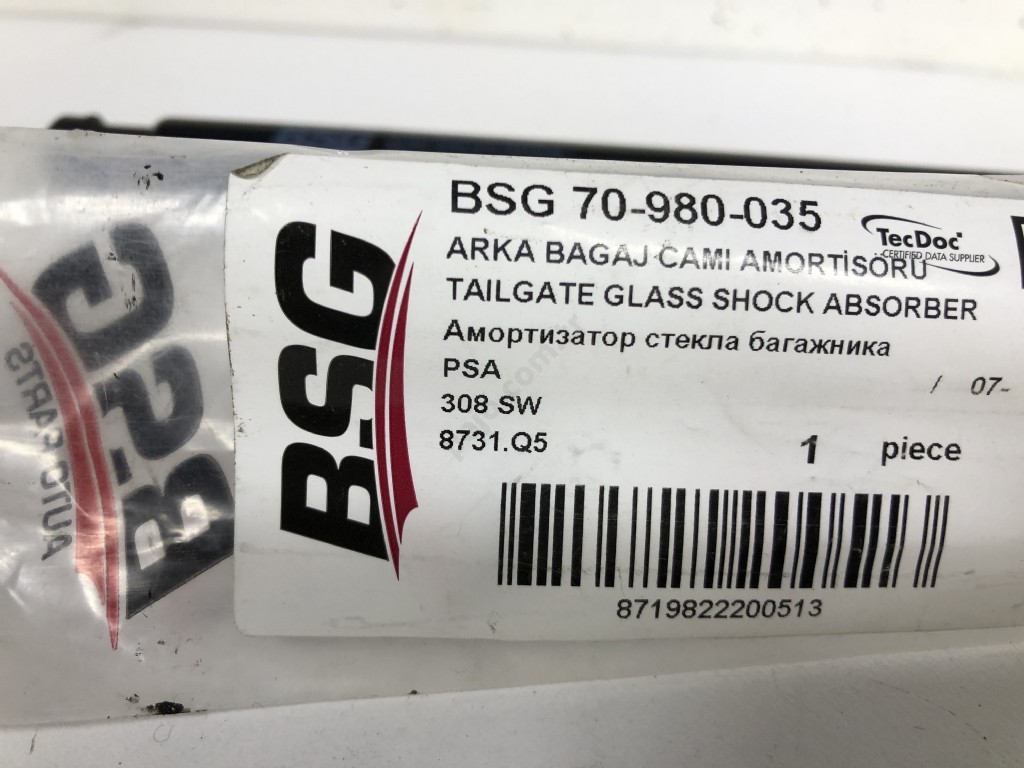 BSG 70-980-035
TecDoc
CERTIFIED DATA SUPPLIER
ARKA BAGAJ CAMI AMORTİSÖRÜ
TAILGATE GLASS SHOCK ABSORBER
Амортизатор стекла багажника
PSA
/ 07-
308 SW
8731.Q5
1 piece
8719822200513
BSG
BSG
AUTO PARTS